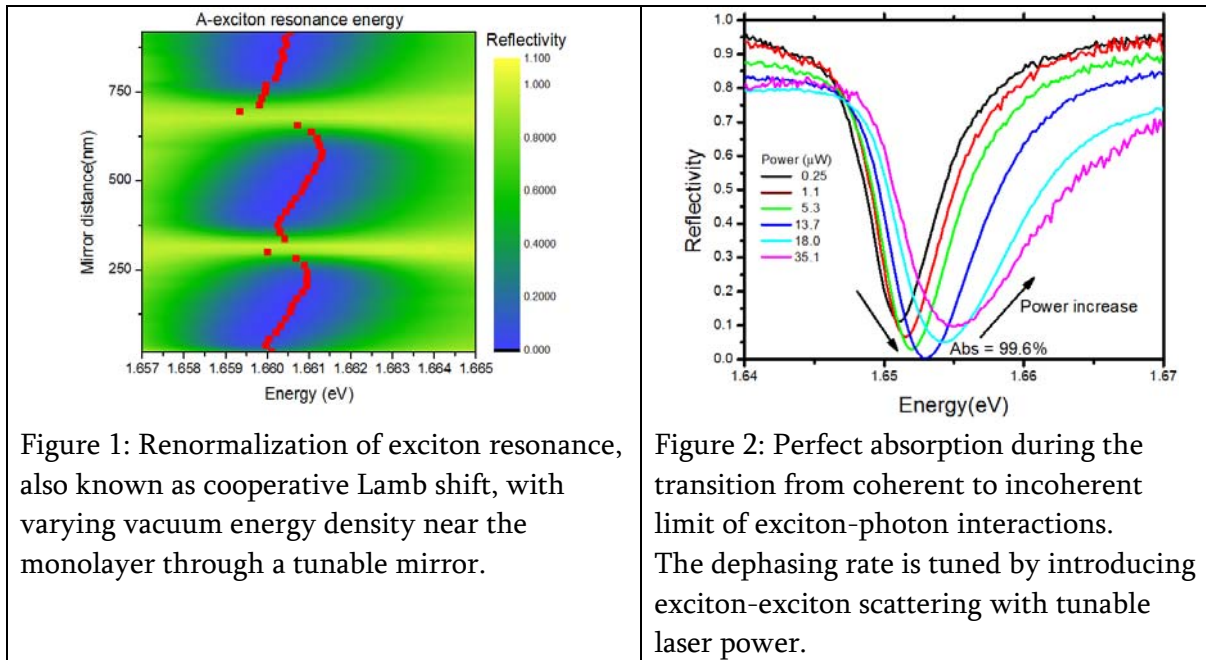 A-exciton resonance energy
Reflectivity
1.100
1.000
0.8000
0.6000
0.4000
0.2000
0.000
Mirror distance(nm)
750
500
250
1.657 1.658 1.659 1.660 1.661 1.662 1.663 1.664 1.665
Energy (eV)
Figure 1: Renormalization of exciton resonance,
also known as cooperative Lamb shift, with
varying vacuum energy density near the
monolayer through a tunable mirror.
Reflectivity
1.0
0.9
0.8
0.7
0.6
0.5
0.4
0.3
0.2
0.1
0.0
Power (μW)
0.25
1.1
5.3
13.7
18.0
35.1
Power increase
Abs = 99.6%
1.64 1.65 1.66 1.67
Energy(eV)
Figure 2: Perfect absorption during the
transition from coherent to incoherent
limit of exciton-photon interactions.
The dephasing rate is tuned by introducing
exciton-exciton scattering with tunable
laser power.